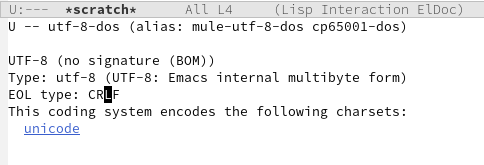 U:---  *scratch*      All L4     (Lisp Interaction ElDoc)
U -- utf-8-dos (alias: mule-utf-8-dos cp65001-dos)
UTF-8 (no signature (BOM))
Type: utf-8 (UTF-8: Emacs internal multibyte form)
EOL type: CRLF
This coding system encodes the following charsets:
  unicode